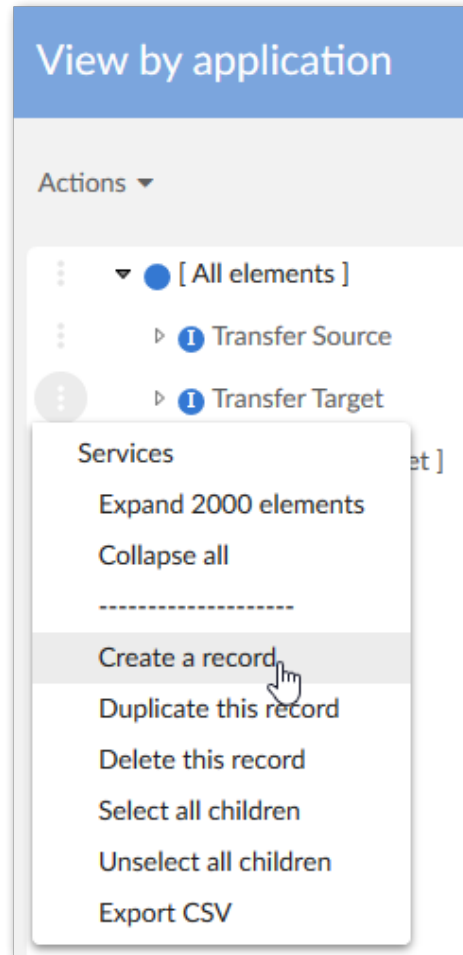 View by application
Actions
[ All elements ]
I Transfer Source
I Transfer Target
et ]
Services
Expand 2000 elements
Collapse all
--------------------
Create a record
Duplicate this record
Delete this record
Select all children
Unselect all children
Export CSV